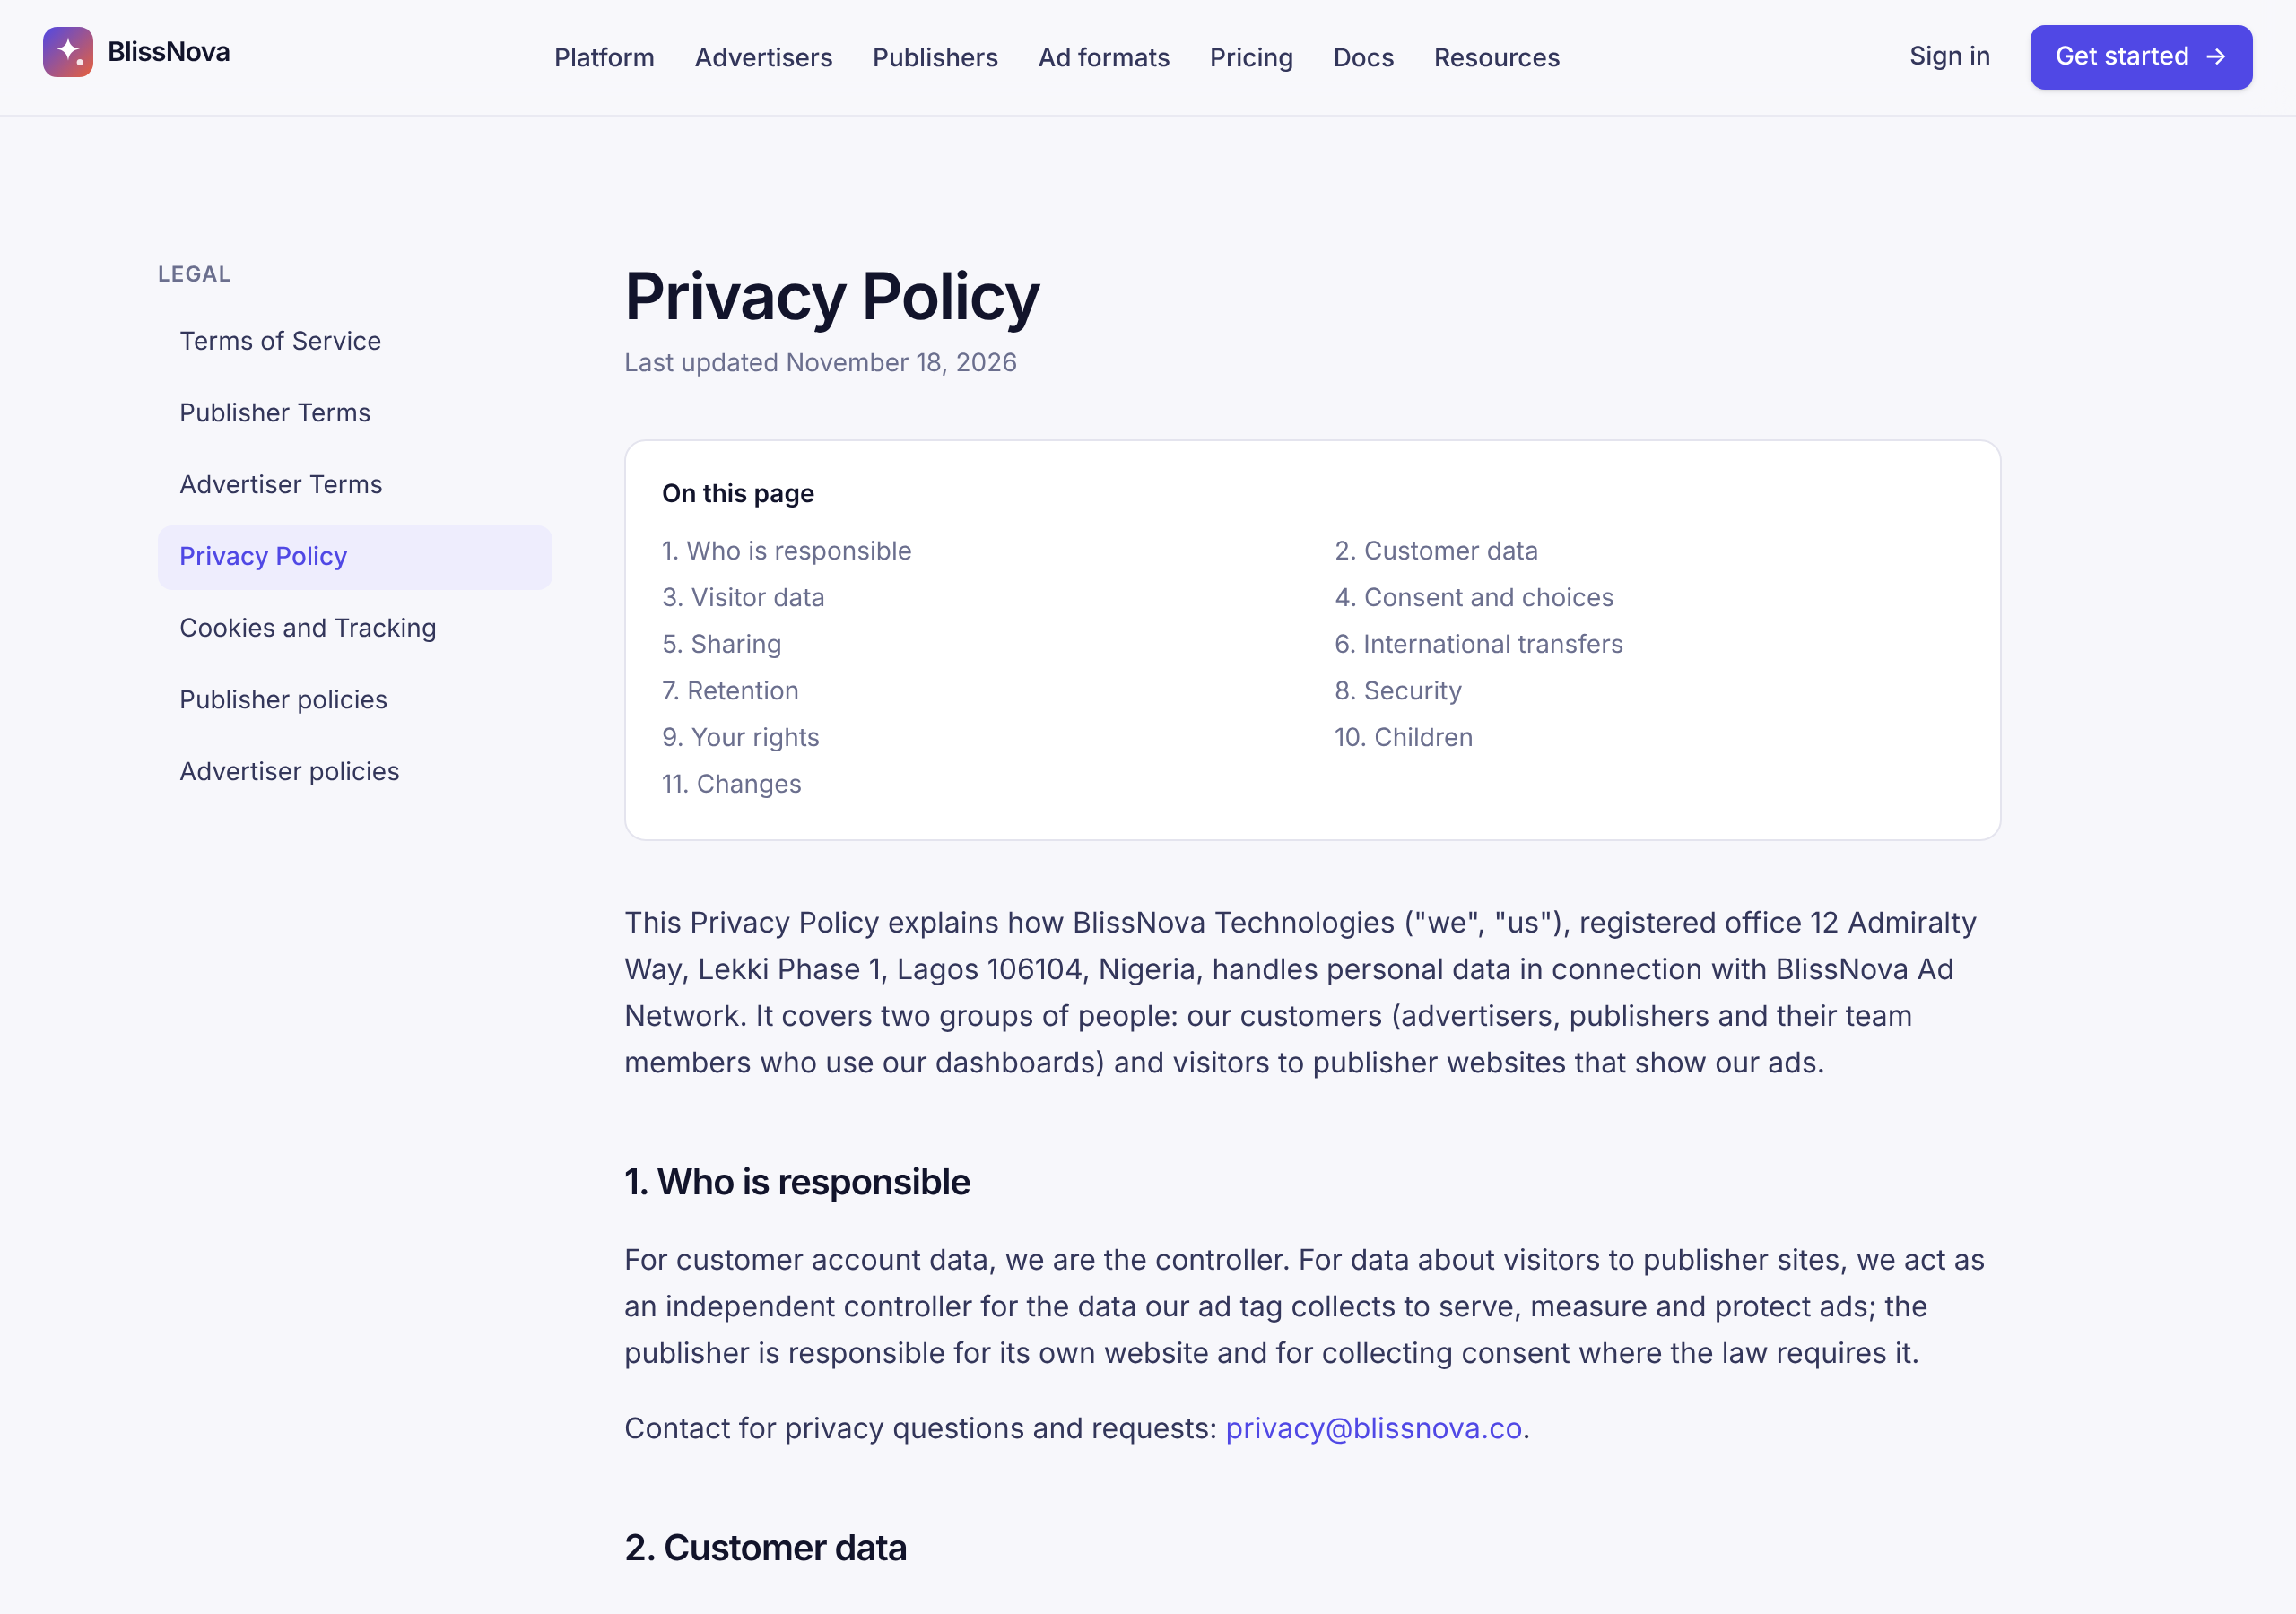 BlissNova
Platform
Advertisers
Publishers
Ad formats
Pricing
Docs
Resources
Sign in
Get started →
LEGAL
Terms of Service
Publisher Terms
Advertiser Terms
Privacy Policy
Cookies and Tracking
Publisher policies
Advertiser policies
Privacy Policy
Last updated November 18, 2026
On this page
1. Who is responsible
2. Customer data
3. Visitor data
4. Consent and choices
5. Sharing
6. International transfers
7. Retention
8. Security
9. Your rights
10. Children
11. Changes
This Privacy Policy explains how BlissNova Technologies ("we", "us"), registered office 12 Admiralty
Way, Lekki Phase 1, Lagos 106104, Nigeria, handles personal data in connection with BlissNova Ad
Network. It covers two groups of people: our customers (advertisers, publishers and their team
members who use our dashboards) and visitors to publisher websites that show our ads.
1. Who is responsible
For customer account data, we are the controller. For data about visitors to publisher sites, we act as
an independent controller for the data our ad tag collects to serve, measure and protect ads; the
publisher is responsible for its own website and for collecting consent where the law requires it.
Contact for privacy questions and requests: privacy@blissnova.co.
2. Customer data